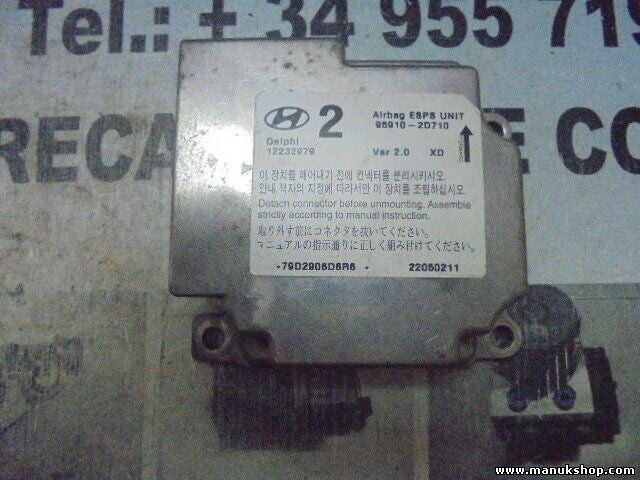 Tel.: + 34 955 719
RECA
E CO
2
Airbag ESPS UNIT
95910-2D710
Delphi
12232979
Ver 2.0 XD
이 장치를 떼어내기 전에 컨넥터를 분리시키시오.
안내 책자의 지정에 따라서만 이 장치를 조립하십시오.
Detach connector before unmounting. Assemble
strictly according to manual instruction.
取り外す前にコネクタを抜いてください。
マニュアルの指示通りに正しく組み付けてください。
-79D2906D6R6 - 22050211
www.manukshop.com